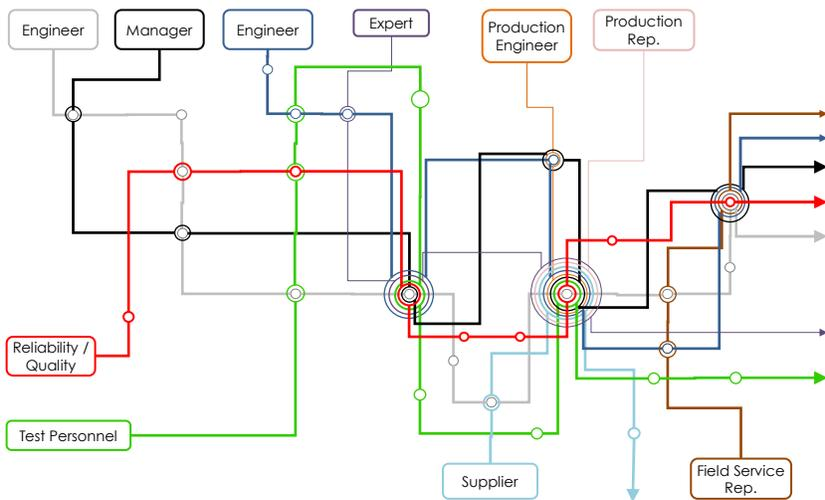 Engineer
Manager
Engineer
Expert
Production
Engineer
Production
Rep.
Reliability /
Quality
Test Personnel
Supplier
Field Service
Rep.